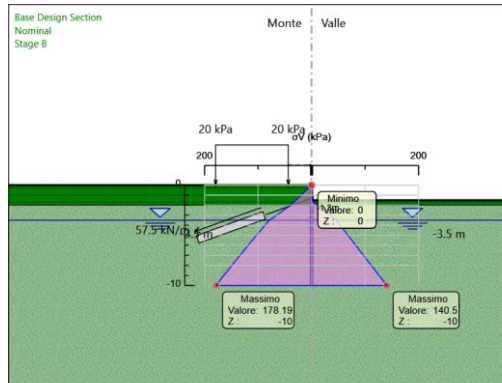 Base Design Section
Nominal
Stage B
Monte Valle
20 kPa 20 kPa
σV (kPa)
200 200
0
Minimo
Valore: 0
Z : 0
57.5 kN/
-3.5 m
-10
Massimo
Valore: 178.19
Z : -10
Massimo
Valore: 140.5
Z : -10